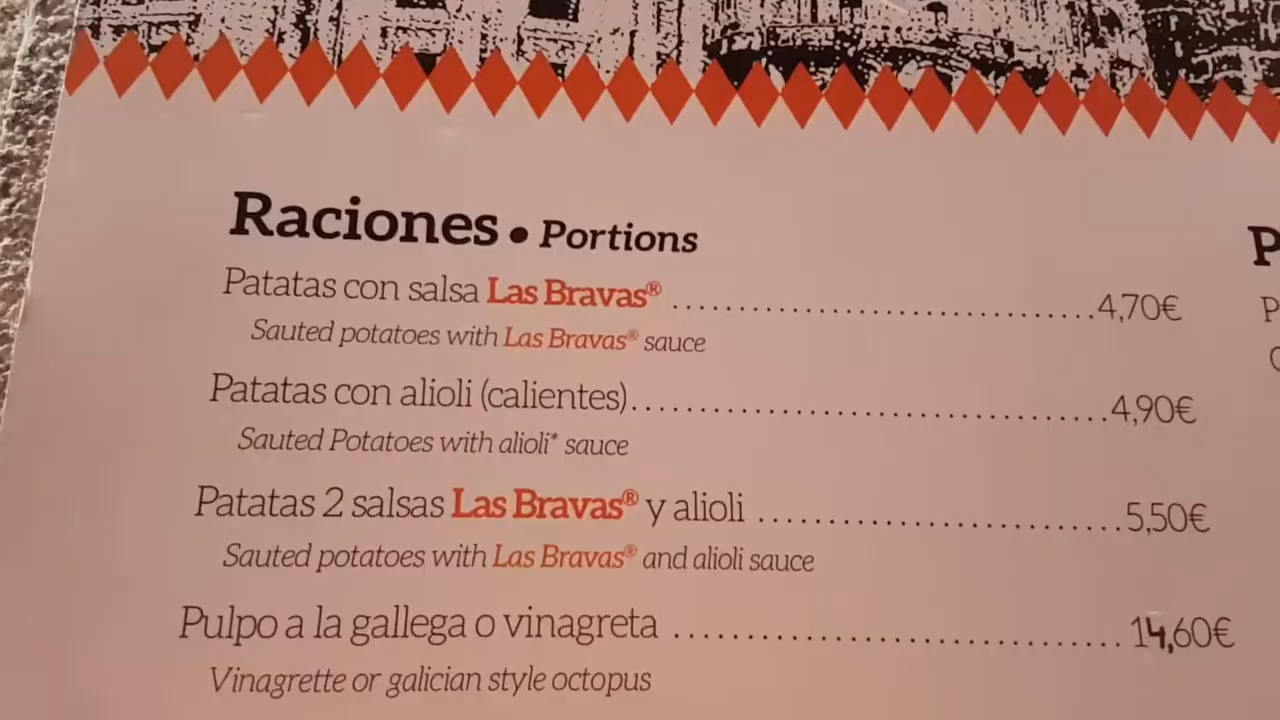 Raciones • Portions
Patatas con salsa Las Bravas® ........................................4,70€
Sauted potatoes with Las Bravas® sauce
Patatas con alioli (calientes).............................................4,90€
Sauted Potatoes with alioli* sauce
Patatas 2 salsas Las Bravas® y alioli ..................................5,50€
Sauted potatoes with Las Bravas® and alioli sauce
Pulpo a la gallega o vinagreta .......................................... 14,60€
Vinagrette or galician style octopus